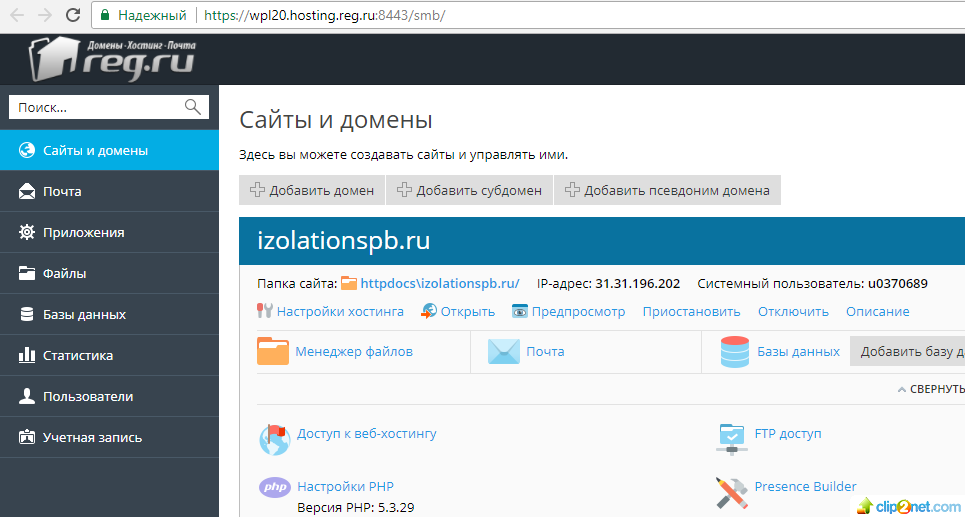 Надежный https://wpl20.hosting.reg.ru:8443/smb/
Домены · Хостинг · Почта
reg.ru
Поиск...
Сайты и домены
Почта
Приложения
Файлы
Базы данных
Статистика
Пользователи
Учетная запись
Сайты и домены
Здесь вы можете создавать сайты и управлять ими.
Добавить домен Добавить субдомен Добавить псевдоним домена
izolationspb.ru
Папка сайта: httpdocs\izolationspb.ru/ IP-адрес: 31.31.196.202 Системный пользователь: u0370689
Настройки хостинга Открыть Предпросмотр Приостановить Отключить Описание
Менеджер файлов Почта Базы данных Добавить базу д
СВЕРНУТЬ
Доступ к веб-хостингу FTP доступ
php Настройки PHP Presence Builder
Версия PHP: 5.3.29
clip2net.com